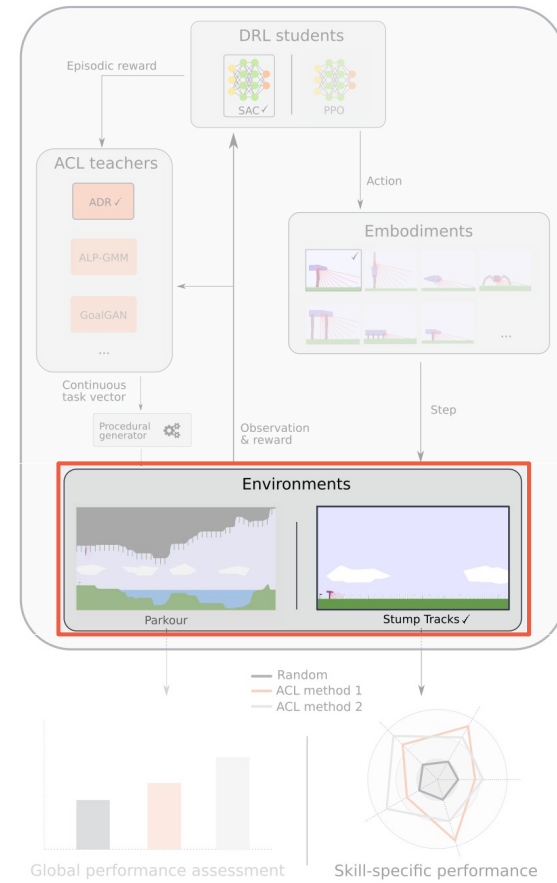 DRL students
Episodic reward
SAC ✓
PPO
ACL teachers
ADR ✓
ALP-GMM
GoalGAN
...
Action
Embodiments
✓
...
Continuous
task vector
Procedural
generator
Observation
& reward
Step
Environments
Parkour
Stump Tracks ✓
Random
ACL method 1
ACL method 2
Global performance assessment
Skill-specific performance